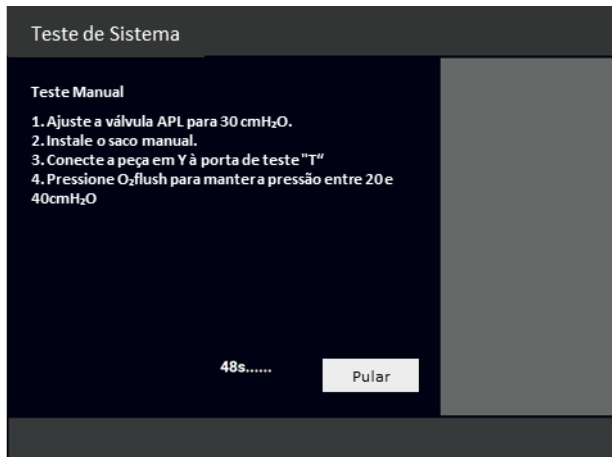 Teste de Sistema
Teste Manual
1. Ajuste a válvula APL para 30 cmH₂O.
2. Instale o saco manual.
3. Conecte a peça em Y à porta de teste "T“
4. Pressione O₂flush para manter a pressão entre 20 e
40cmH₂O
48s......
Pular